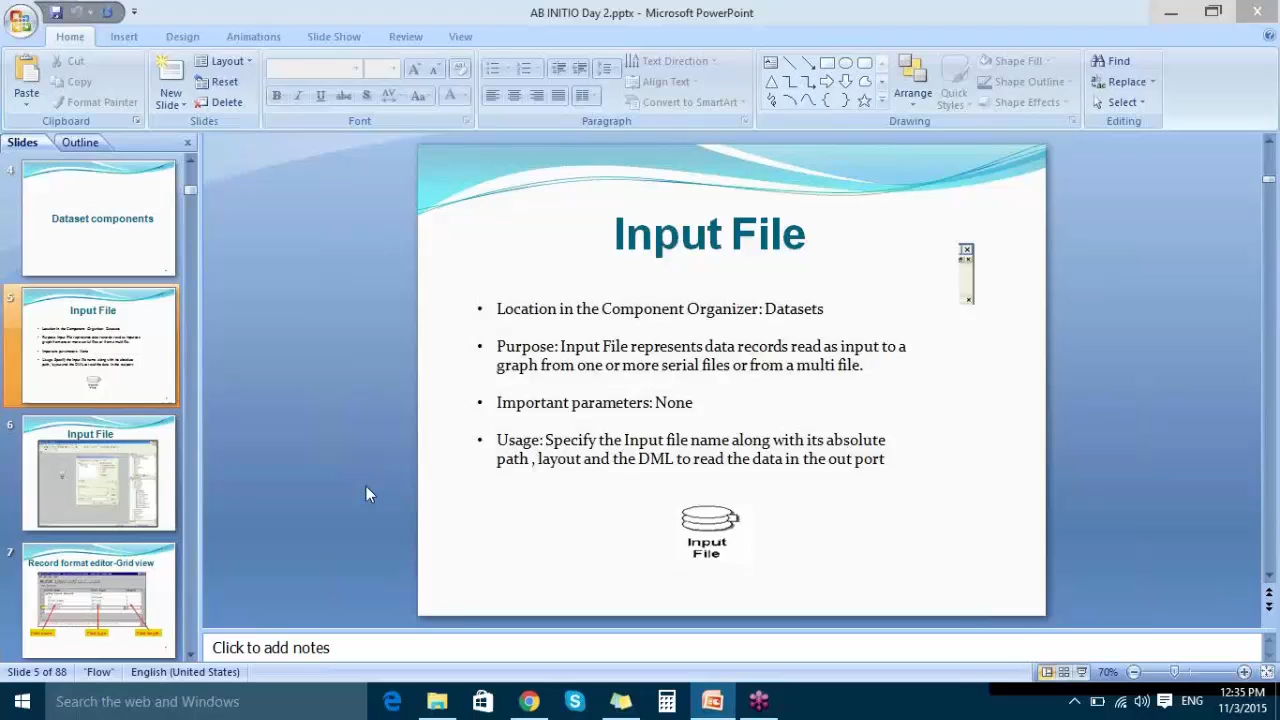 AB INITIO Day 2.pptx - Microsoft PowerPoint
Home Insert Design Animations Slide Show Review View
Paste
Cut
Copy
Format Painter
Clipboard
New Slide
Layout
Reset
Delete
Slides
B I U abc S AV Aa A
Font
Text Direction
Align Text
Convert to SmartArt
Paragraph
Arrange
Quick Styles
Shape Fill
Shape Outline
Shape Effects
Drawing
Find
Replace
Select
Editing
Slides Outline
4
Dataset components
5
Input File
6
Input File
7
Record format editor-Grid view
Input File
• Location in the Component Organizer: Datasets
• Purpose: Input File represents data records read as input to a
graph from one or more serial files or from a multi file.
• Important parameters: None
• Usage: Specify the Input file name along with its absolute
path , layout and the DML to read the data in the out port
Input
File
Click to add notes
Slide 5 of 88 "Flow" English (United States) 70%
Search the web and Windows
ENG
12:35 PM
11/3/2015